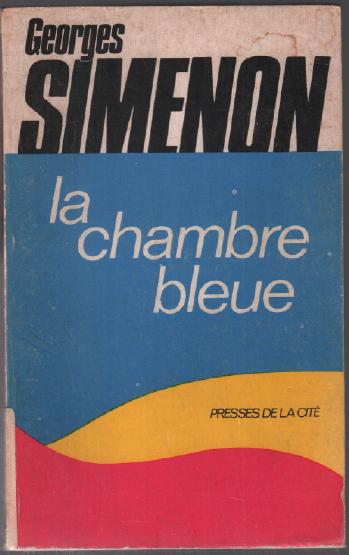 Georges
SIMENON
la
chambre
bleue
PRESSES DE LA CITÉ